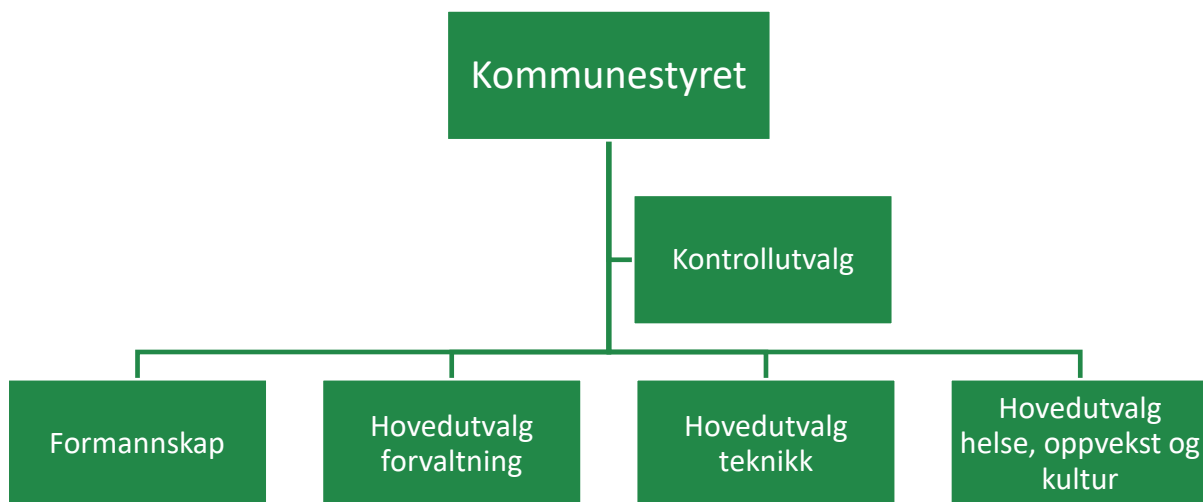 Kommunestyret
Kontrollutvalg
Formannskap
Hovedutvalg
forvaltning
Hovedutvalg
teknikk
Hovedutvalg
helse, oppvekst og
kultur